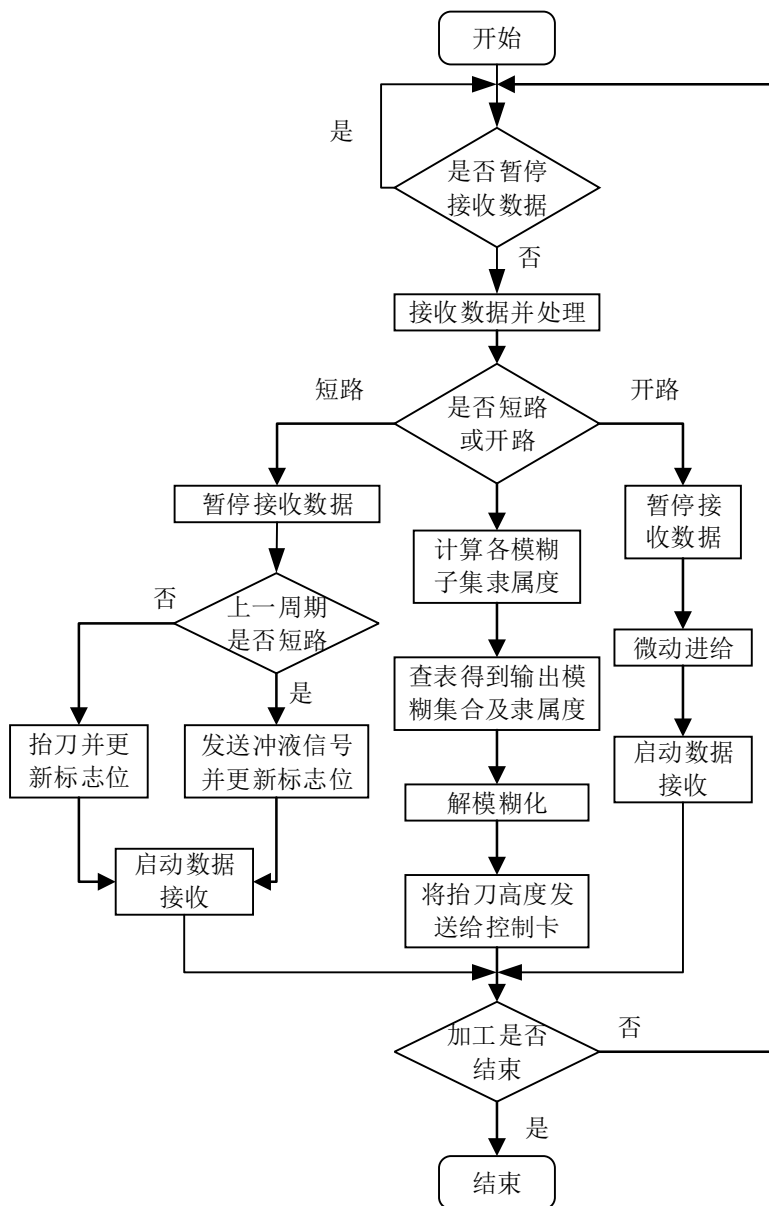 开始
是
是否暂停
接收数据
否
接收数据并处理
短路
是否短路
或开路
开路
暂停接收数据
计算各模糊
子集隶属度
暂停接
收数据
否
上一周期
是否短路
是
微动进给
查表得到输出模
糊集合及隶属度
抬刀并更
新标志位
发送冲液信号
并更新标志位
解模糊化
启动数据
接收
启动数据
接收
将抬刀高度发
送给控制卡
加工是否
结束
否
是
结束